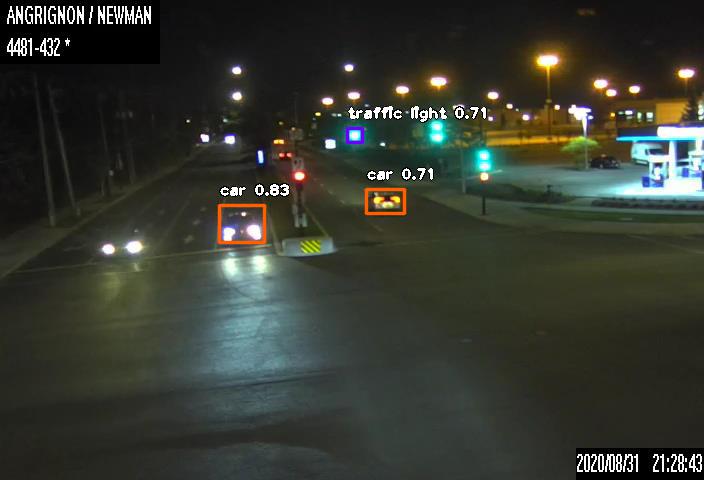 ANGRIGNON / NEWMAN
4481-432 *
traffic light 0.71
car 0.71
car 0.83
2020/08/31 21:28:43